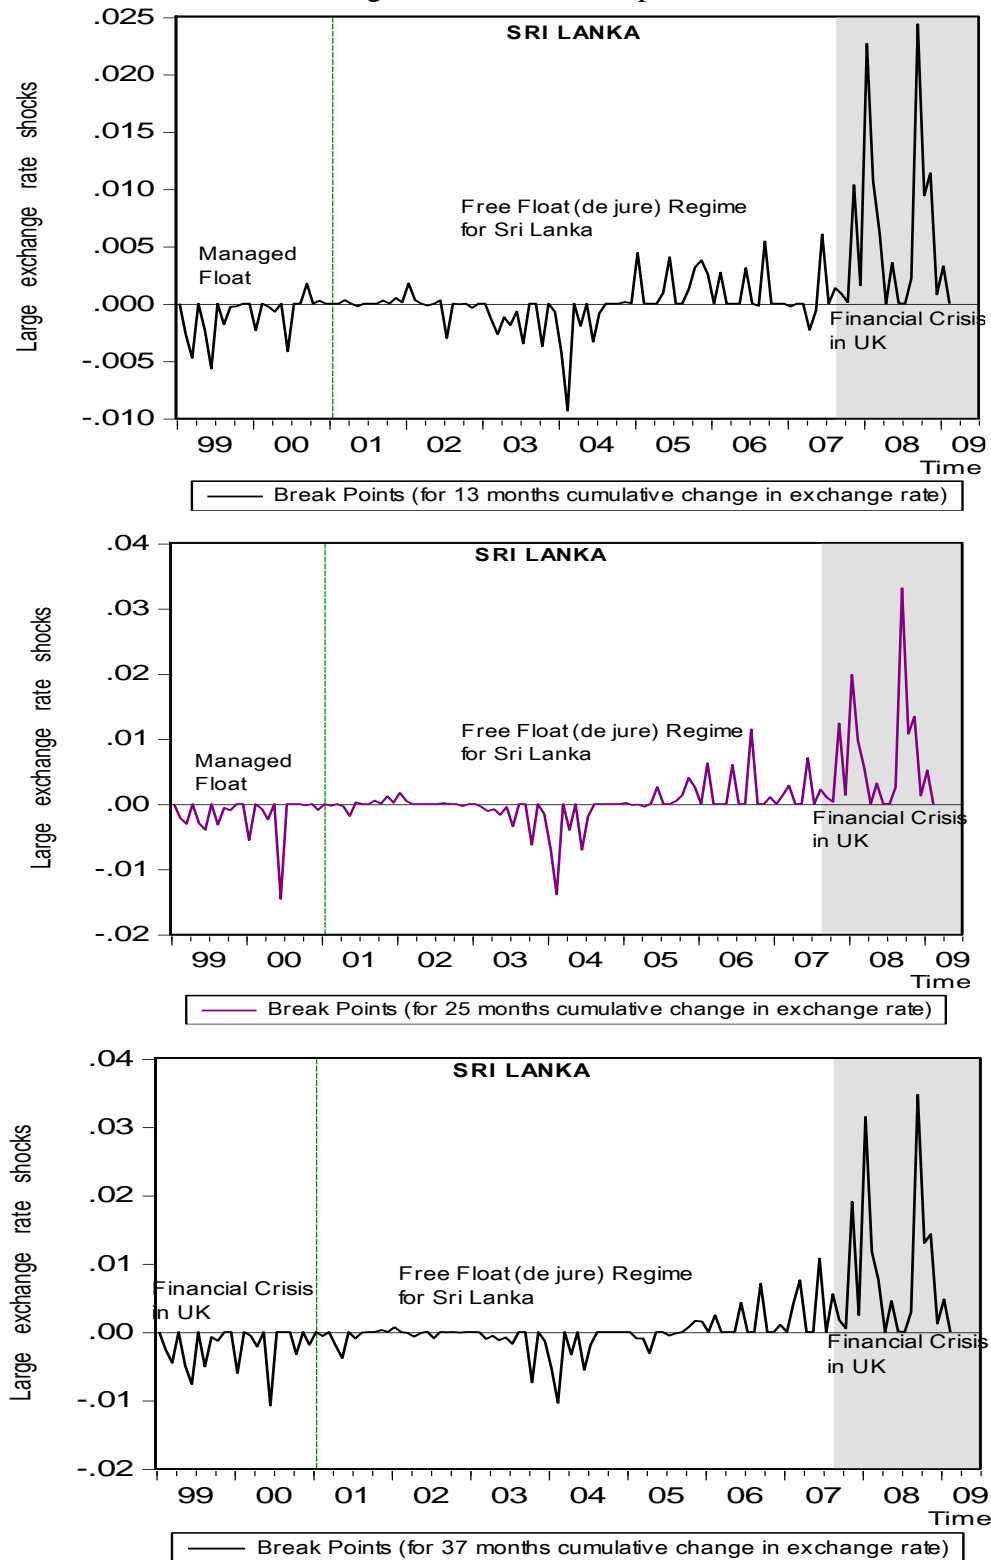 SRI LANKA
Large exchange rate shocks
.025
.020
.015
.010
.005
.000
-.005
-.010
Managed
Float
Free Float (de jure) Regime
for Sri Lanka
Financial Crisis
in UK
99 00 01 02 03 04 05 06 07 08 09
Time
Break Points (for 13 months cumulative change in exchange rate)
SRI LANKA
Large exchange rate shocks
.04
.03
.02
.01
.00
-.01
-.02
Managed
Float
Free Float (de jure) Regime
for Sri Lanka
Financial Crisis
in UK
99 00 01 02 03 04 05 06 07 08 09
Time
Break Points (for 25 months cumulative change in exchange rate)
SRI LANKA
Large exchange rate shocks
.04
.03
.02
.01
.00
-.01
-.02
Financial Crisis
in UK
Free Float (de jure) Regime
for Sri Lanka
Financial Crisis
in UK
99 00 01 02 03 04 05 06 07 08 09
Time
Break Points (for 37 months cumulative change in exchange rate)